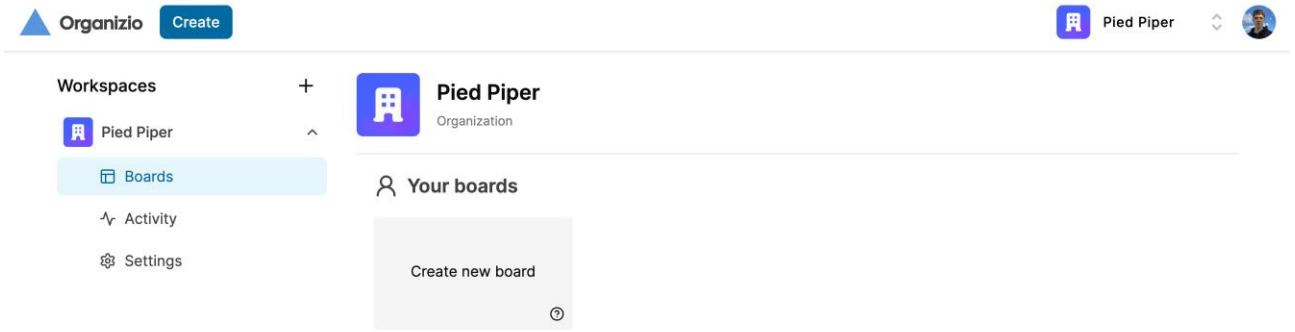 Organizio
Create
Pied Piper
Workspaces
Pied Piper
Boards
Activity
Settings
Pied Piper
Organization
Your boards
Create new board